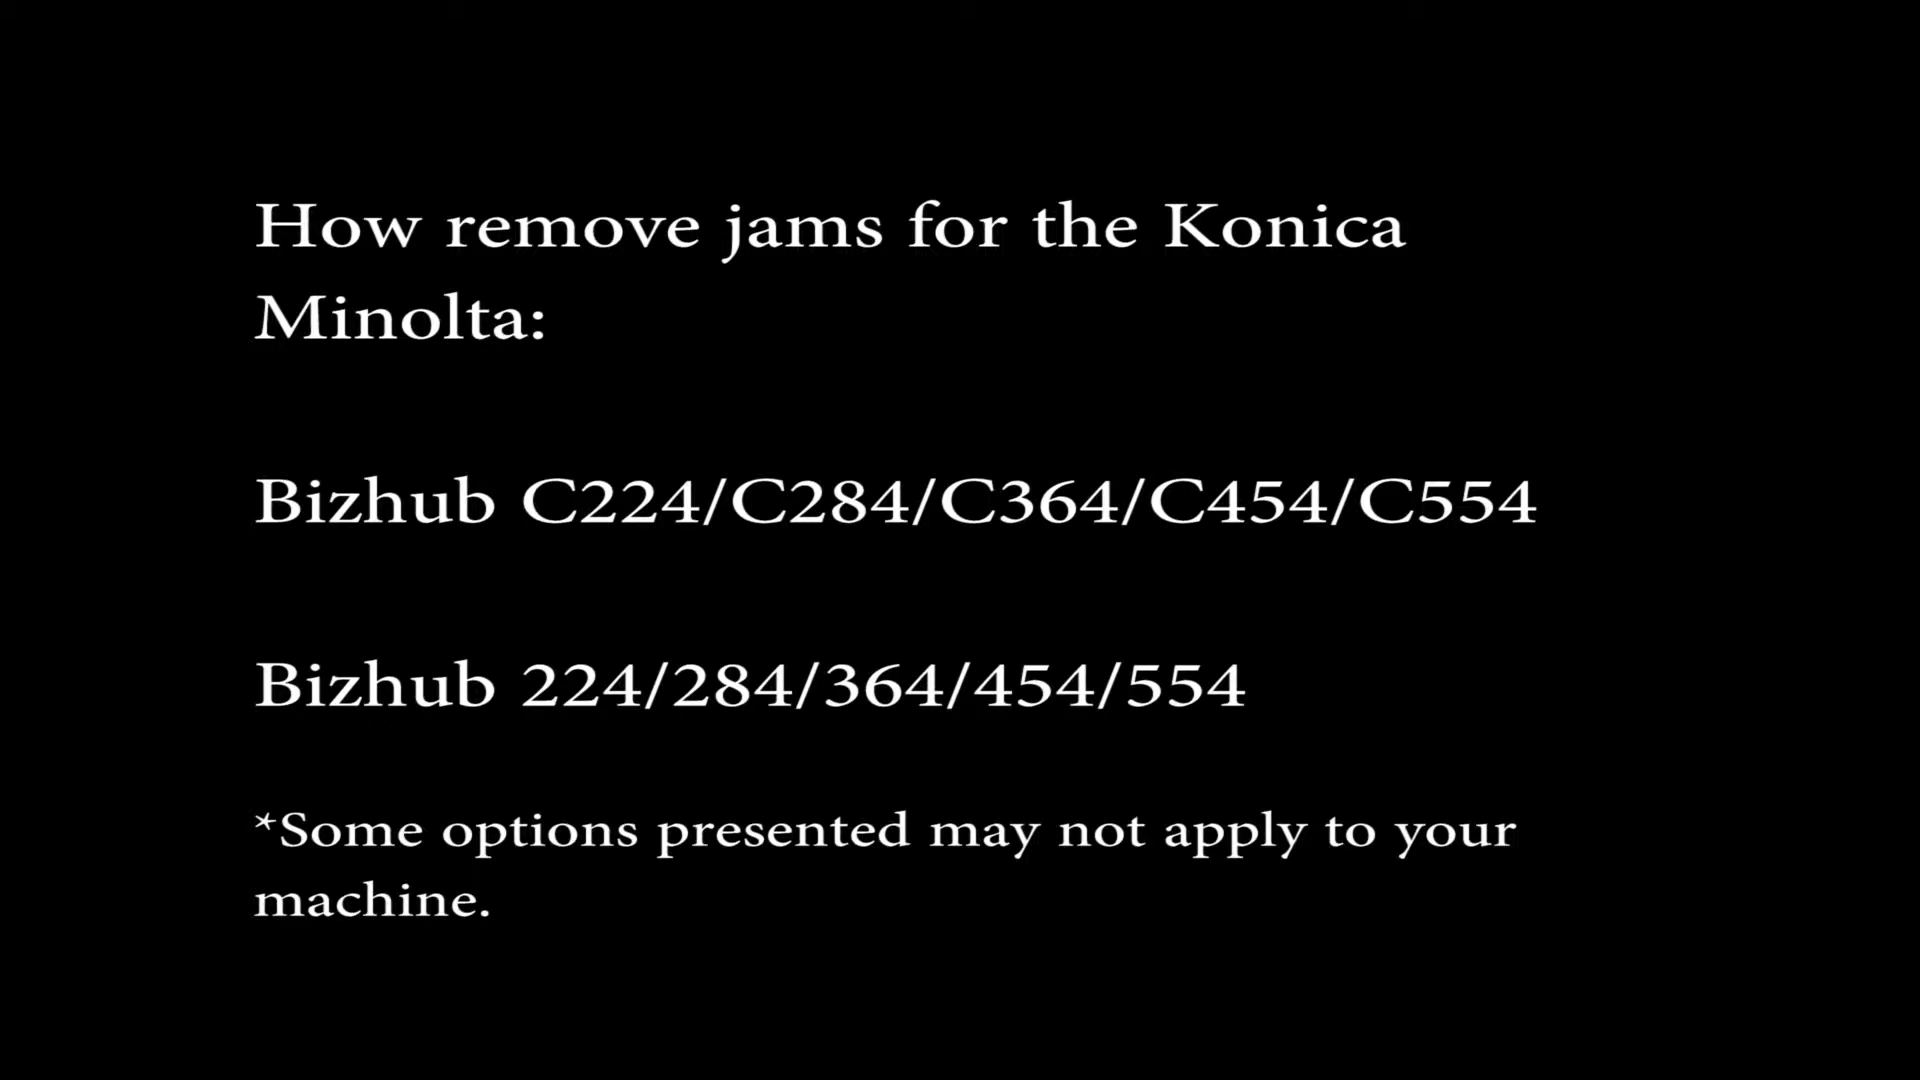 How remove jams for the Konica
Minolta:
Bizhub C224/C284/C364/C454/C554
Bizhub 224/284/364/454/554
*Some options presented may not apply to your
machine.